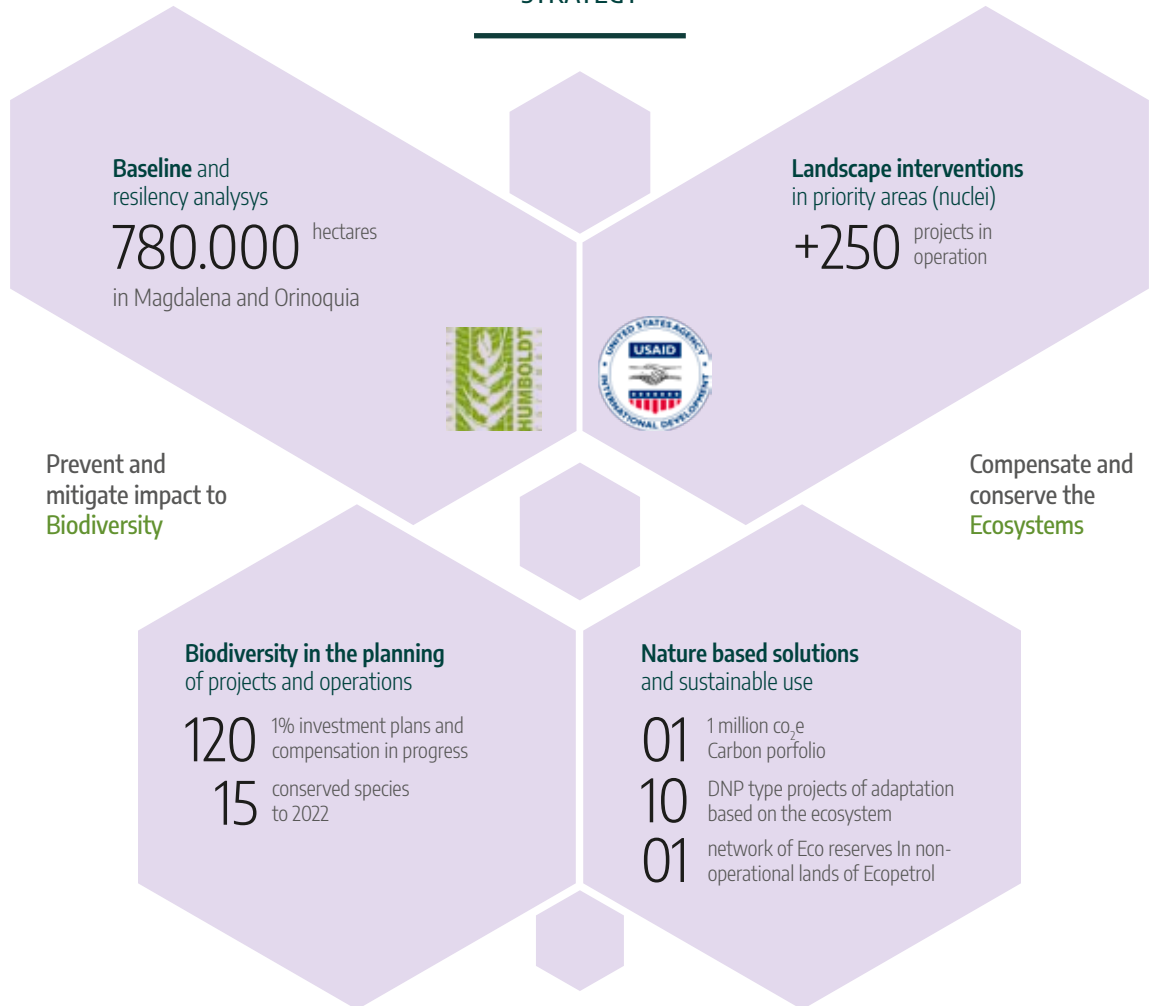 STRATEGY
Baseline and
resilency analysys
780.000 hectares
in Magdalena and Orinoquia
Landscape interventions
in priority areas (nuclei)
+250 projects in
operation
HUMBOLDT
UNITED STATES AGENCY
USAID
INTERNATIONAL DEVELOPMENT
Prevent and
mitigate impact to
Biodiversity
Compensate and
conserve the
Ecosystems
Biodiversity in the planning
of projects and operations
120 1% investment plans and
compensation in progress
15 conserved species
to 2022
Nature based solutions
and sustainable use
01 1 million co₂e
Carbon porfolio
10 DNP type projects of adaptation
based on the ecosystem
01 network of Eco reserves In non-
operational lands of Ecopetrol